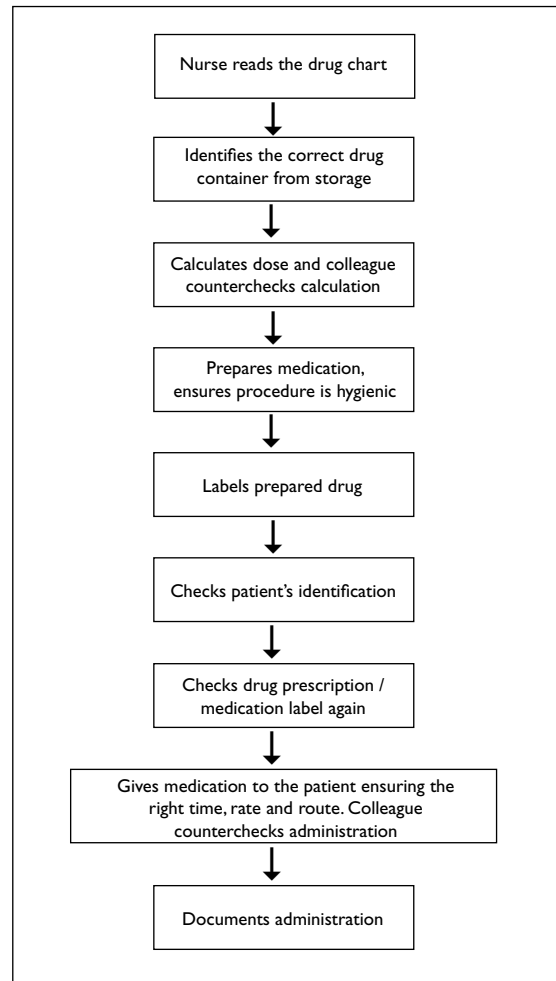 Nurse reads the drug chart
Identifies the correct drug
container from storage
Calculates dose and colleague
counterchecks calculation
Prepares medication,
ensures procedure is hygienic
Labels prepared drug
Checks patient’s identification
Checks drug prescription /
medication label again
Gives medication to the patient ensuring the
right time, rate and route. Colleague
counterchecks administration
Documents administration